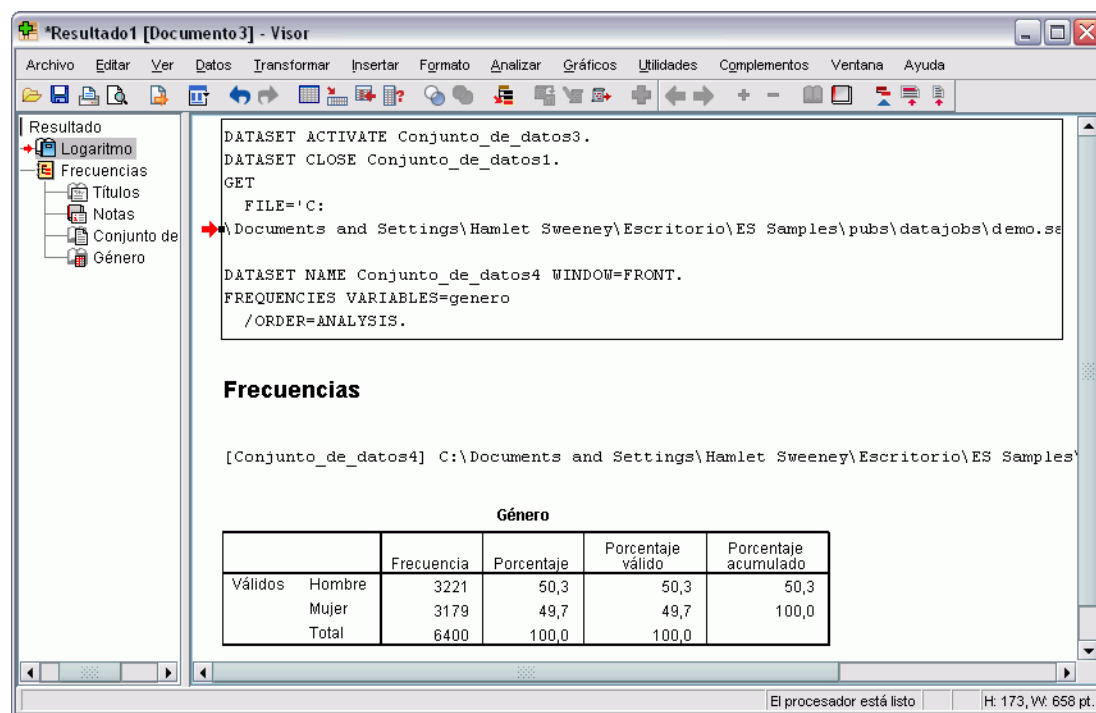 *Resultado1 [Documento3] - Visor
Archivo Editar Ver Datos Transformar Insertar Formato Analizar Gráficos Utilidades Complementos Ventana Ayuda
Resultado
Logaritmo
Frecuencias
Títulos
Notas
Conjunto de
Género
DATASET ACTIVATE Conjunto_de_datos3.
DATASET CLOSE Conjunto_de_datos1.
GET
FILE='C:
\Documents and Settings\Hamlet Sweeney\Escritorio\ES Samples\pubs\datajobs\demo.sa
DATASET NAME Conjunto_de_datos4 WINDOW=FRONT.
FREQUENCIES VARIABLES=genero
/ORDER=ANALYSIS.
Frecuencias
[Conjunto_de_datos4] C:\Documents and Settings\Hamlet Sweeney\Escritorio\ES Samples\
Género
Frecuencia Porcentaje Porcentaje válido Porcentaje acumulado
Válidos Hombre 3221 50,3 50,3 50,3
Mujer 3179 49,7 49,7 100,0
Total 6400 100,0 100,0
El procesador está listo H: 173, W: 658 pt.